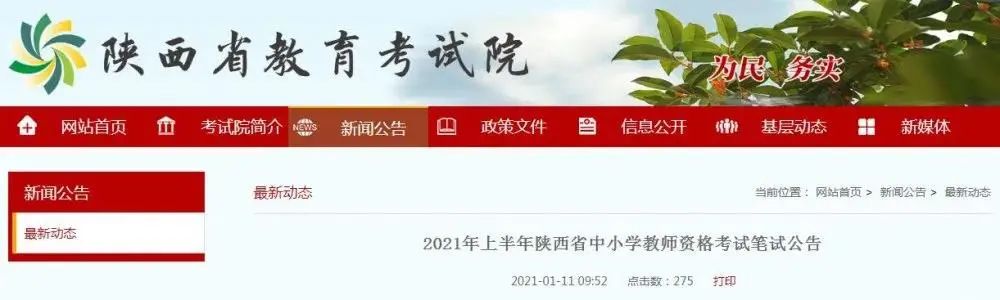 陕西省教育考试院
为民 务实
网站首页 考试院简介 NEWS 新闻公告 政策文件 信息公开 基层动态 新媒体
新闻公告
最新动态
最新动态 当前位置： 网站首页 > 新闻公告 > 最新动态
2021年上半年陕西省中小学教师资格考试笔试公告
2021-01-11 09:52 点击数：275 打印